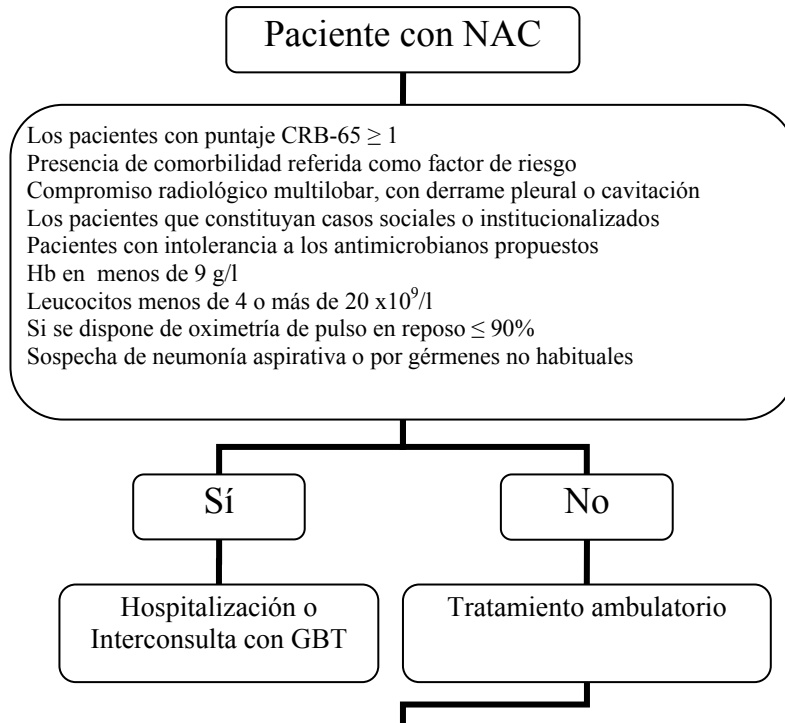 Paciente con NAC
Los pacientes con puntaje CRB-65 ≥ 1
Presencia de comorbilidad referida como factor de riesgo
Compromiso radiológico multilobar, con derrame pleural o cavitación
Los pacientes que constituyan casos sociales o institucionalizados
Pacientes con intolerancia a los antimicrobianos propuestos
Hb en menos de 9 g/l
Leucocitos menos de 4 o más de 20 x10⁹/l
Si se dispone de oximetría de pulso en reposo ≤ 90%
Sospecha de neumonía aspirativa o por gérmenes no habituales
Sí
No
Hospitalización o
Interconsulta con GBT
Tratamiento ambulatorio